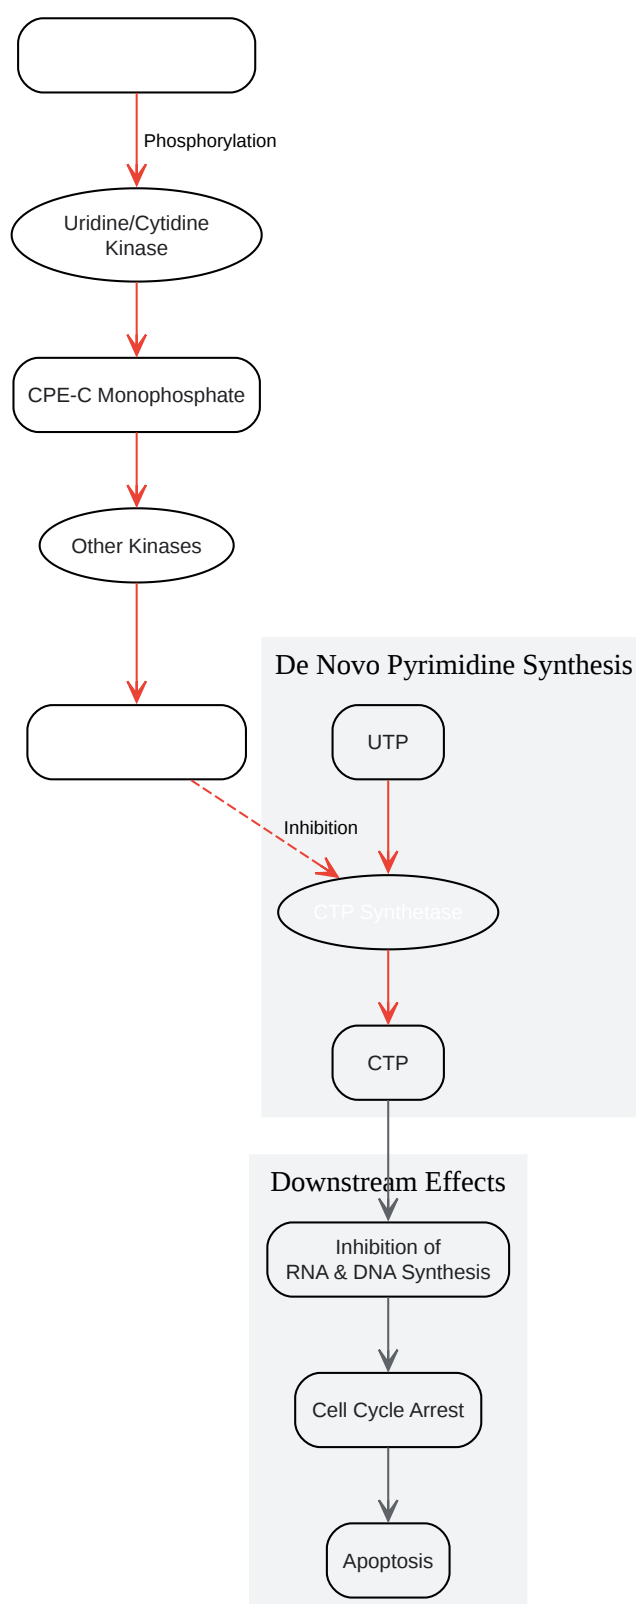 Phosphorylation
Uridine/Cytidine
Kinase
CPE-C Monophosphate
Other Kinases
De Novo Pyrimidine Synthesis
UTP
Inhibition
CTP Synthetase
CTP
Downstream Effects
Inhibition of
RNA & DNA Synthesis
Cell Cycle Arrest
Apoptosis